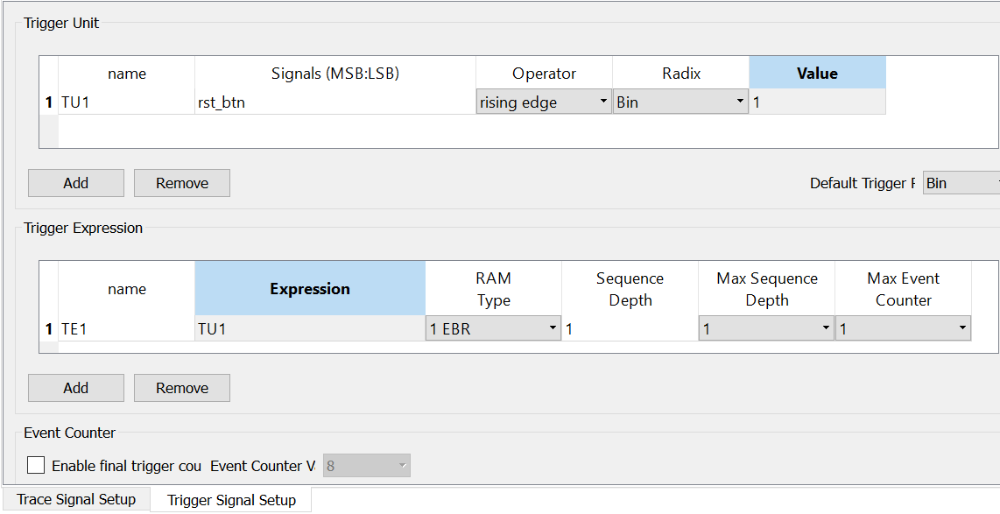 Trigger Unit
name Signals (MSB:LSB) Operator Radix Value
1 TU1 rst_btn rising edge Bin 1
Add Remove Default Trigger F Bin
Trigger Expression
name Expression RAM Type Sequence Depth Max Sequence Depth Max Event Counter
1 TE1 TU1 1 EBR 1 1 1
Add Remove
Event Counter
Enable final trigger cou Event Counter V 8
Trace Signal Setup Trigger Signal Setup